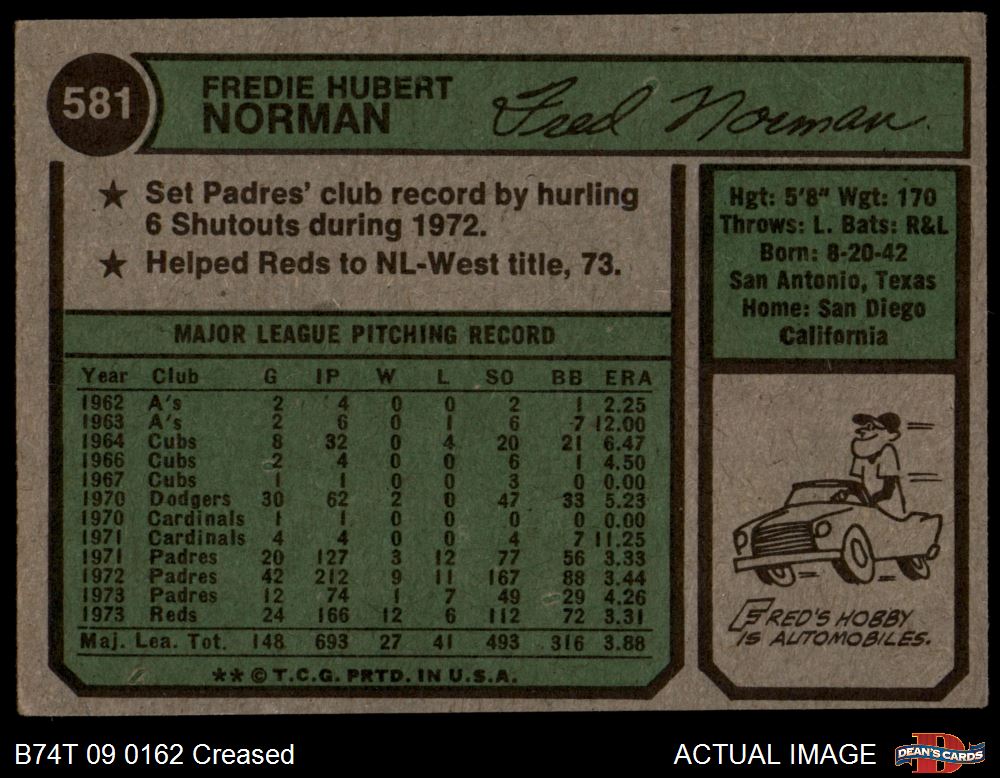 581
FREDIE HUBERT
NORMAN
Fred Norman
★ Set Padres' club record by hurling
6 Shutouts during 1972.
★ Helped Reds to NL-West title, 73.
Hgt: 5'8" Wgt: 170
Throws: L. Bats: R&L
Born: 8-20-42
San Antonio, Texas
Home: San Diego
California
MAJOR LEAGUE PITCHING RECORD
Year Club G IP W L SO BB ERA
1962 A's 2 4 0 0 2 1 2.25
1963 A's 2 6 0 1 6 7 12.00
1964 Cubs 8 32 0 4 20 21 6.47
1966 Cubs 2 4 0 0 6 1 4.50
1967 Cubs 1 1 0 0 3 0 0.00
1970 Dodgers 30 62 2 0 47 33 5.23
1970 Cardinals 1 1 0 0 0 0 0.00
1971 Cardinals 4 4 0 0 4 7 11.25
1971 Padres 20 127 3 12 77 56 3.33
1972 Padres 42 212 9 11 167 88 3.44
1973 Padres 12 74 1 7 49 29 4.26
1973 Reds 24 166 12 6 112 72 3.31
Maj. Lea. Tot. 148 693 27 41 493 316 3.88
** © T.C.G. PRTD. IN U.S.A.
FRED'S HOBBY
IS AUTOMOBILES.
B74T 09 0162 Creased
ACTUAL IMAGE
DEAN'S CARDS